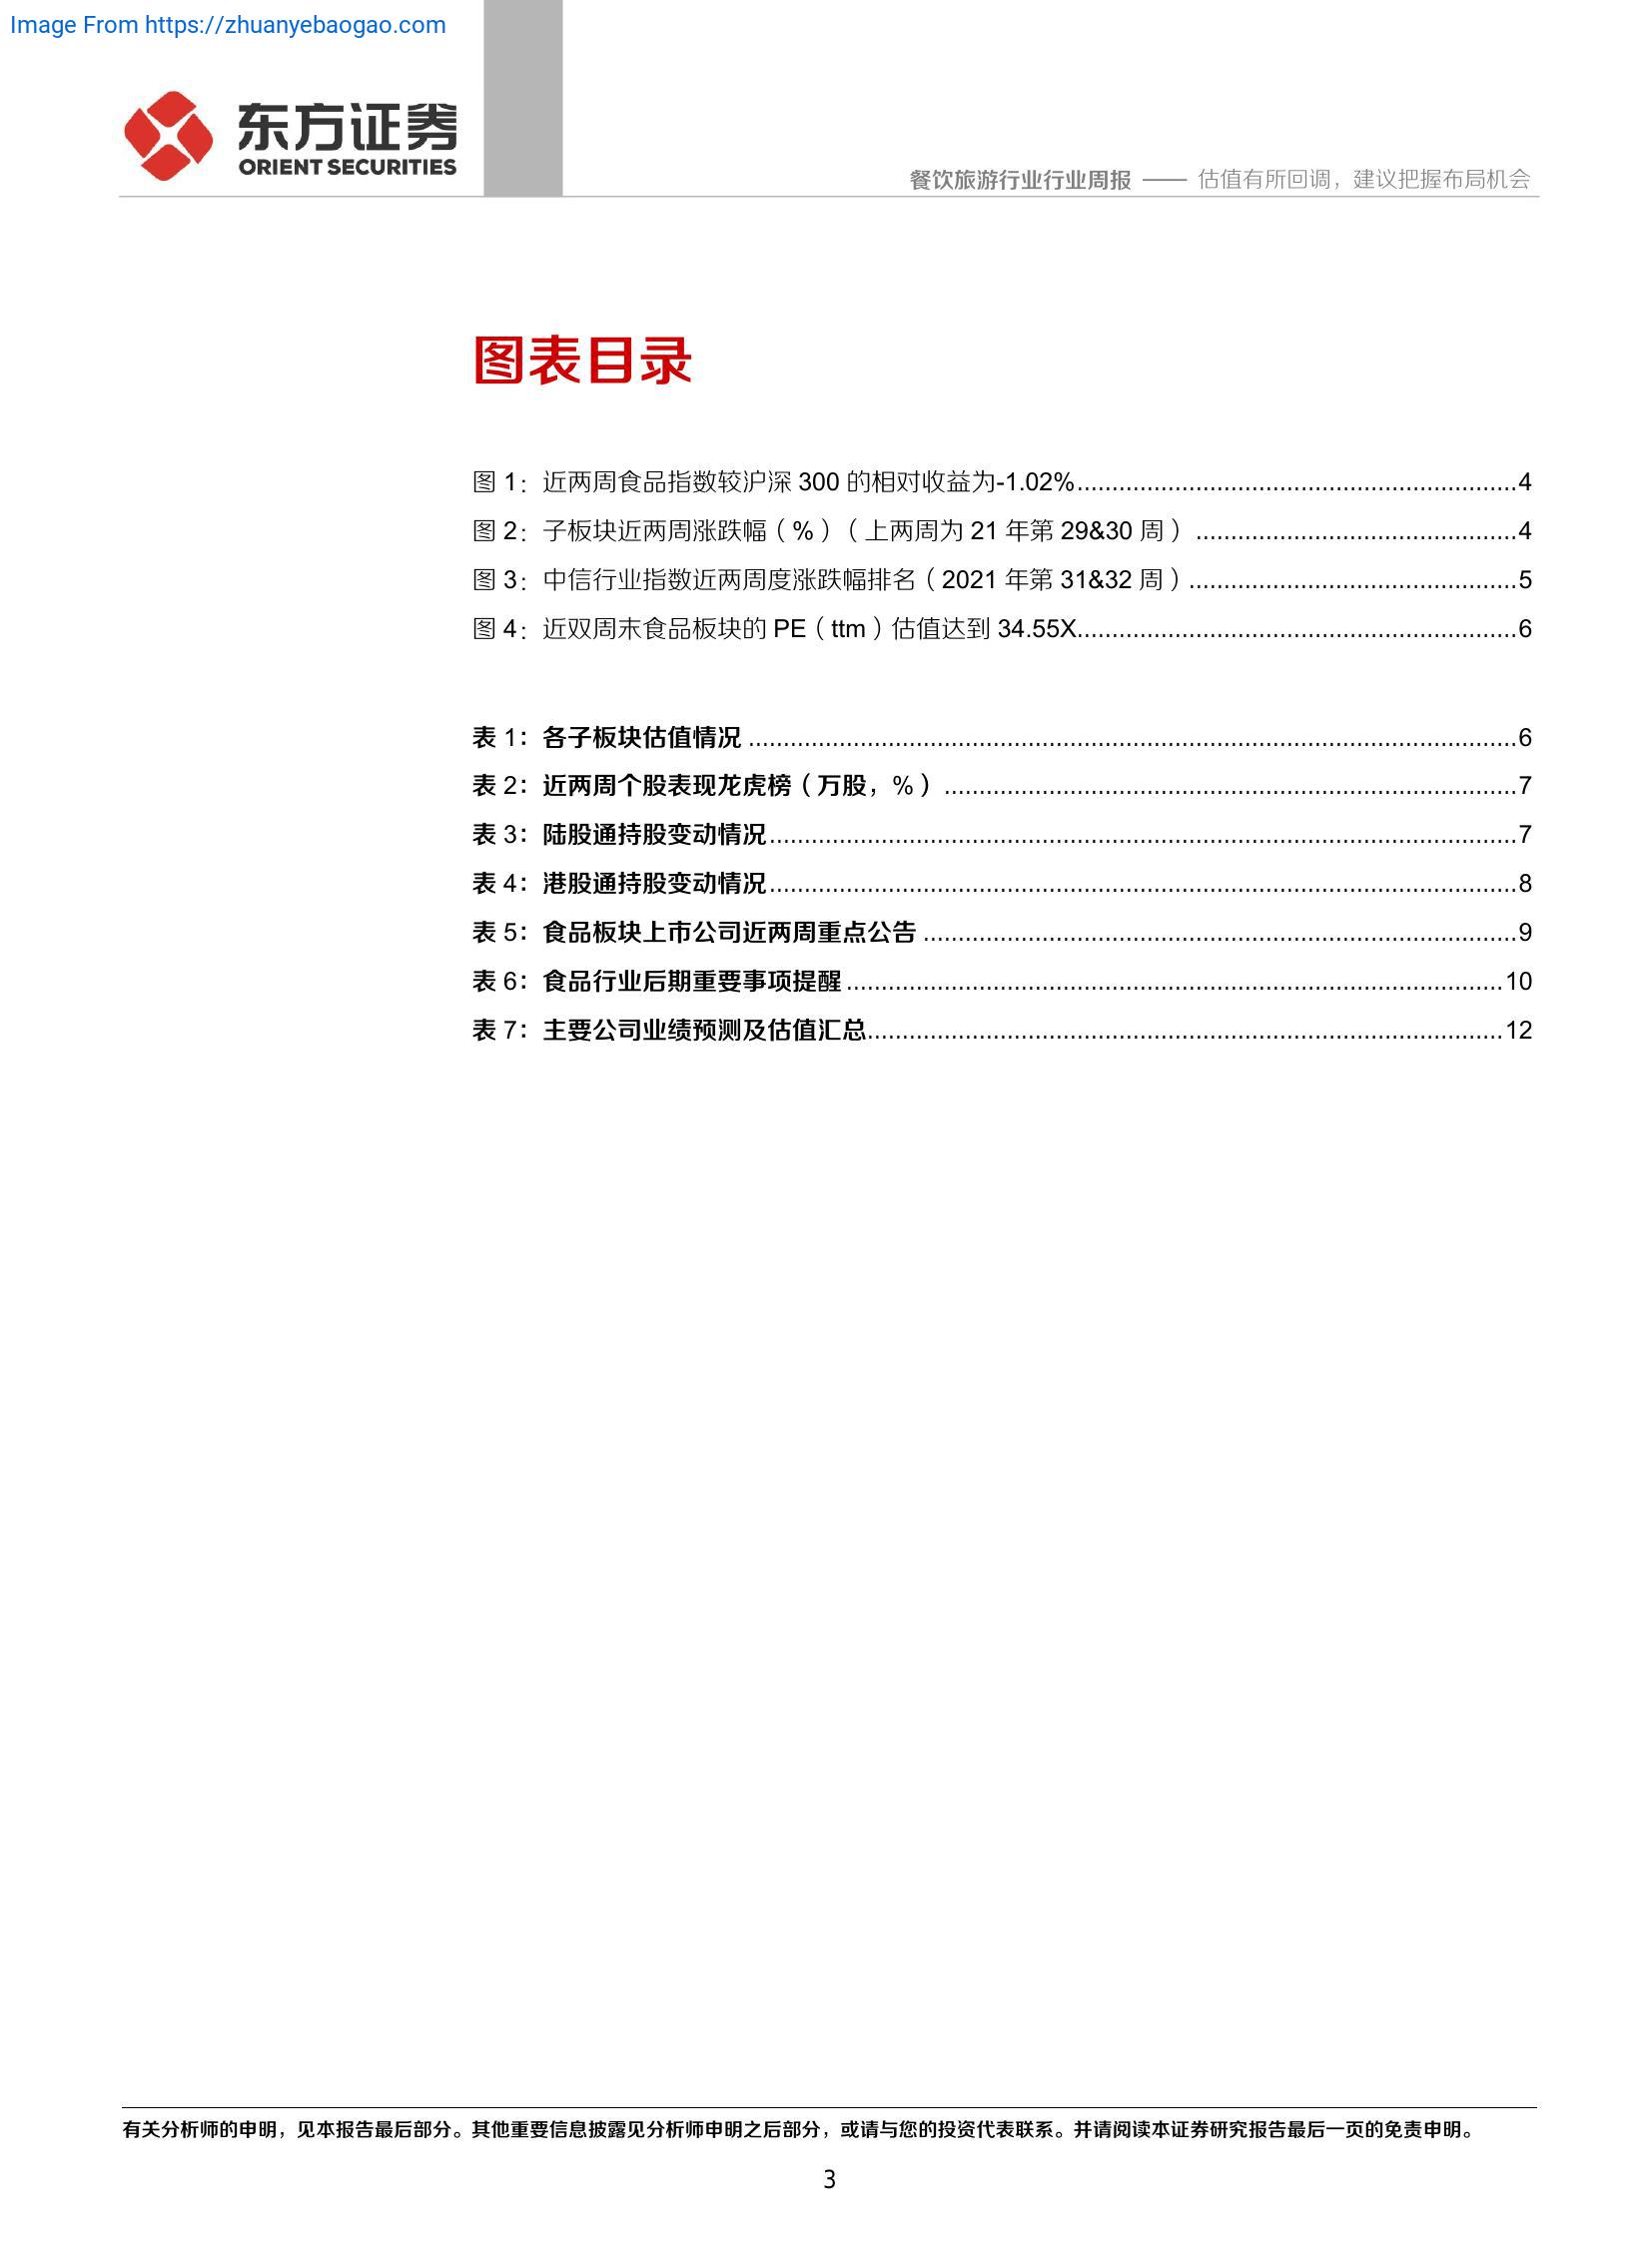 Image From https://zhuanyebaogao.com
东方证券
ORIENT SECURITIES
餐饮旅游行业行业周报 —— 估值有所回调，建议把握布局机会
图表目录
图 1：近两周食品指数较沪深 300 的相对收益为-1.02%................................................................4
图 2：子板块近两周涨跌幅（%）（上两周为 21 年第 29&30 周）...............................................4
图 3：中信行业指数近两周度涨跌幅排名（2021 年第 31&32 周）................................................5
图 4：近双周末食品板块的 PE（ttm）估值达到 34.55X................................................................6
表 1：各子板块估值情况 ................................................................................................................6
表 2：近两周个股表现龙虎榜（万股，%）...................................................................................7
表 3：陆股通持股变动情况.............................................................................................................7
表 4：港股通持股变动情况.............................................................................................................8
表 5：食品板块上市公司近两周重点公告 ......................................................................................9
表 6：食品行业后期重要事项提醒 ................................................................................................10
表 7：主要公司业绩预测及估值汇总.............................................................................................12
有关分析师的申明，见本报告最后部分。其他重要信息披露见分析师申明之后部分，或请与您的投资代表联系。并请阅读本证券研究报告最后一页的免责申明。
3